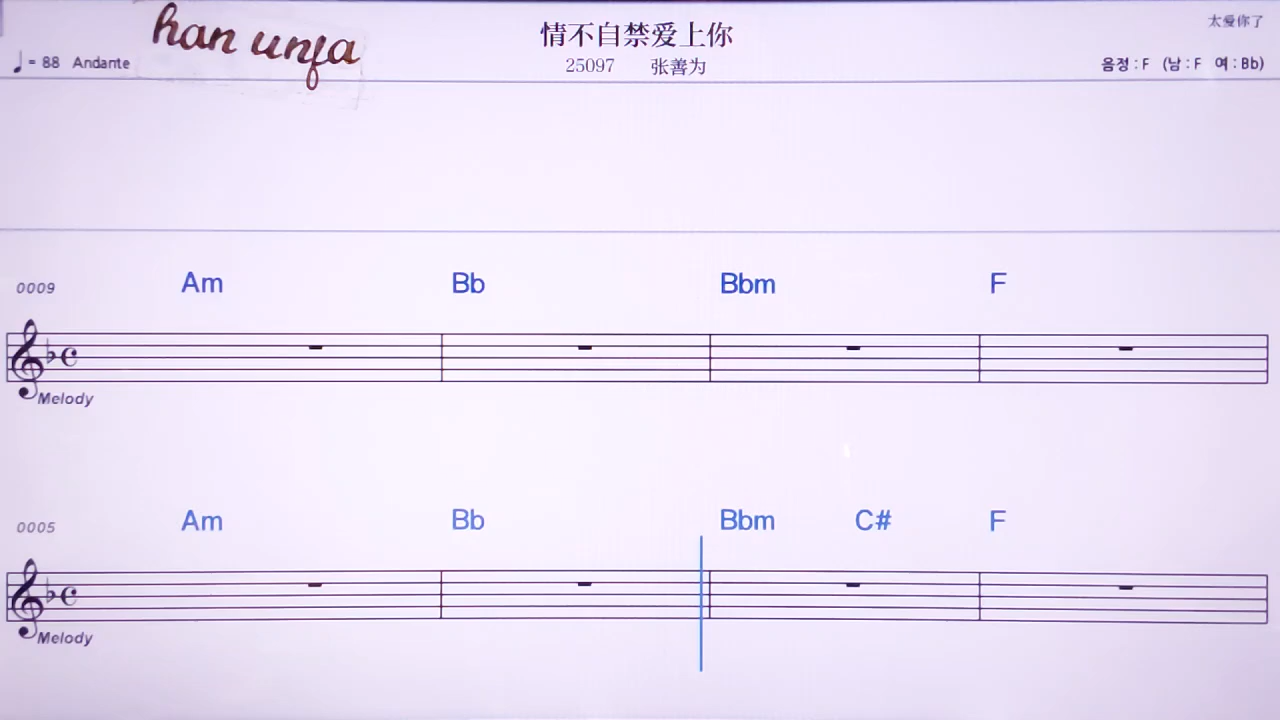 han unfa
情不自禁爱上你
太爱你了
♩= 88 Andante
25097 张善为
음정 : F (남 : F 여 : Bb)
0009 Am Bb Bbm F
Melody
0005 Am Bb Bbm C# F
Melody